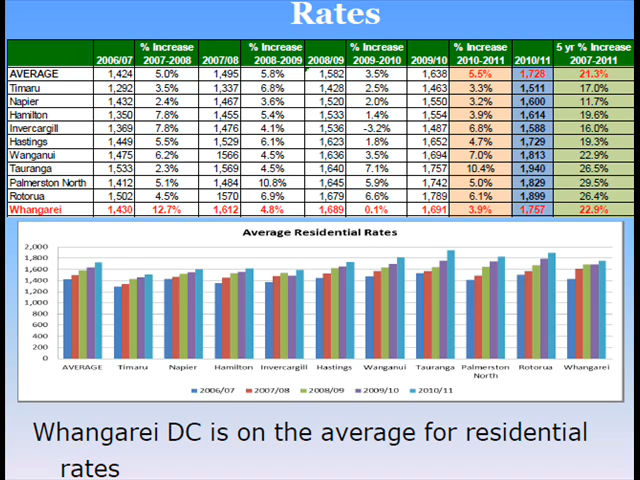 Rates
% Increase % Increase % Increase % Increase 5 yr % Increase
2006/07 2007-2008 2007/08 2008-2009 2008/09 2009-2010 2009/10 2010-2011 2010/11 2007-2011
AVERAGE 1,424 5.0% 1,495 5.8% 1,582 3.5% 1,638 5.5% 1,728 21.3%
Timaru 1,292 3.5% 1,337 6.8% 1,428 2.5% 1,463 3.3% 1,511 17.0%
Napier 1,432 2.4% 1,467 3.6% 1,520 2.0% 1,550 3.2% 1,600 11.7%
Hamilton 1,350 7.8% 1,455 5.4% 1,533 1.4% 1,554 3.9% 1,614 19.6%
Invercargill 1,369 7.8% 1,476 4.1% 1,536 -3.2% 1,487 6.8% 1,588 16.0%
Hastings 1,449 5.5% 1,529 6.1% 1,623 1.8% 1,652 4.7% 1,729 19.3%
Wanganui 1,475 6.2% 1566 4.5% 1,636 3.5% 1,694 7.0% 1,813 22.9%
Tauranga 1,533 2.3% 1,569 4.5% 1,640 7.1% 1,757 10.4% 1,940 26.5%
Palmerston North 1,412 5.1% 1,484 10.8% 1,645 5.9% 1,742 5.0% 1,829 29.5%
Rotorua 1,502 4.5% 1570 6.9% 1,679 6.6% 1,789 6.1% 1,899 26.4%
Whangarei 1,430 12.7% 1,612 4.8% 1,689 0.1% 1,691 3.9% 1,757 22.9%
Average Residential Rates
2,000
1,800
1,600
1,400
1,200
1,000
800
600
400
200
0
AVERAGE Timaru Napier Hamilton Invercargill Hastings Wanganui Tauranga Palmerston Rotorua Whangarei
North
2006/07 2007/08 2008/09 2009/10 2010/11
Whangarei DC is on the average for residential
rates